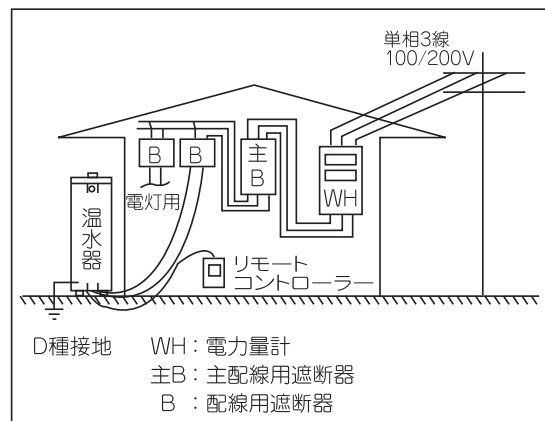 単相3線
100/200V
主
B
B
B
WH
電灯用
温水器
リモート
コントローラー
D種接地
WH：電力量計
主B：主配線用遮断器
B：配線用遮断器